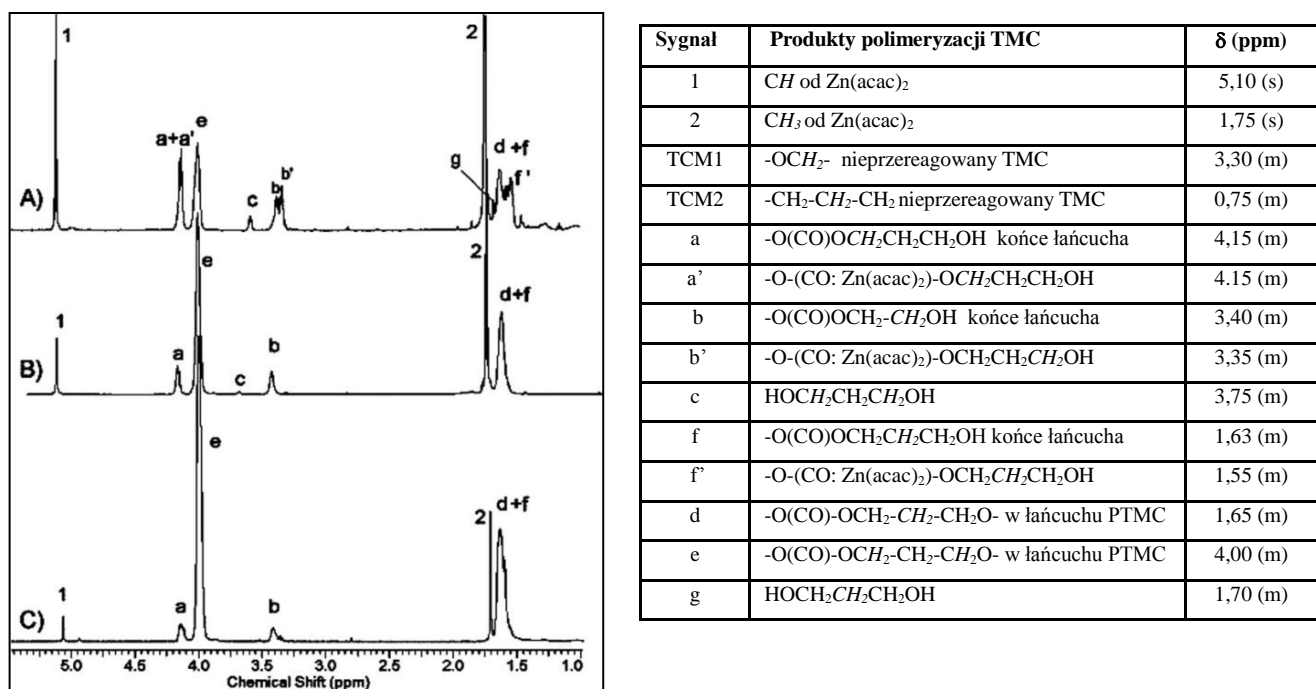 1
2
a+a'
e
g
d +f
f '
b'
b
c
A)
2
e
d+f
1
a
b
c
B)
e
d+f
2
1
a
b
C)
5.0 4.5 4.0 3.5 3.0 2.5 2.0 1.5 1.0
Chemical Shift (ppm)
Sygnał Produkty polimeryzacji TMC δ (ppm)
1 CH od Zn(acac)₂ 5,10 (s)
2 CH₃ od Zn(acac)₂ 1,75 (s)
TCM1 -OCH₂- nieprzereagowany TMC 3,30 (m)
TCM2 -CH₂-CH₂-CH₂ nieprzereagowany TMC 0,75 (m)
a -O(CO)OCH₂CH₂CH₂OH końce łańcucha 4,15 (m)
a’ -O-(CO: Zn(acac)₂)-OCH₂CH₂CH₂OH 4.15 (m)
b -O(CO)OCH₂-CH₂OH końce łańcucha 3,40 (m)
b’ -O-(CO: Zn(acac)₂)-OCH₂CH₂CH₂OH 3,35 (m)
c HOCH₂CH₂CH₂OH 3,75 (m)
f -O(CO)OCH₂CH₂CH₂OH końce łańcucha 1,63 (m)
f’ -O-(CO: Zn(acac)₂)-OCH₂CH₂CH₂OH 1,55 (m)
d -O(CO)-OCH₂-CH₂-CH₂O- w łańcuchu PTMC 1,65 (m)
e -O(CO)-OCH₂-CH₂-CH₂O- w łańcuchu PTMC 4,00 (m)
g HOCH₂CH₂CH₂OH 1,70 (m)